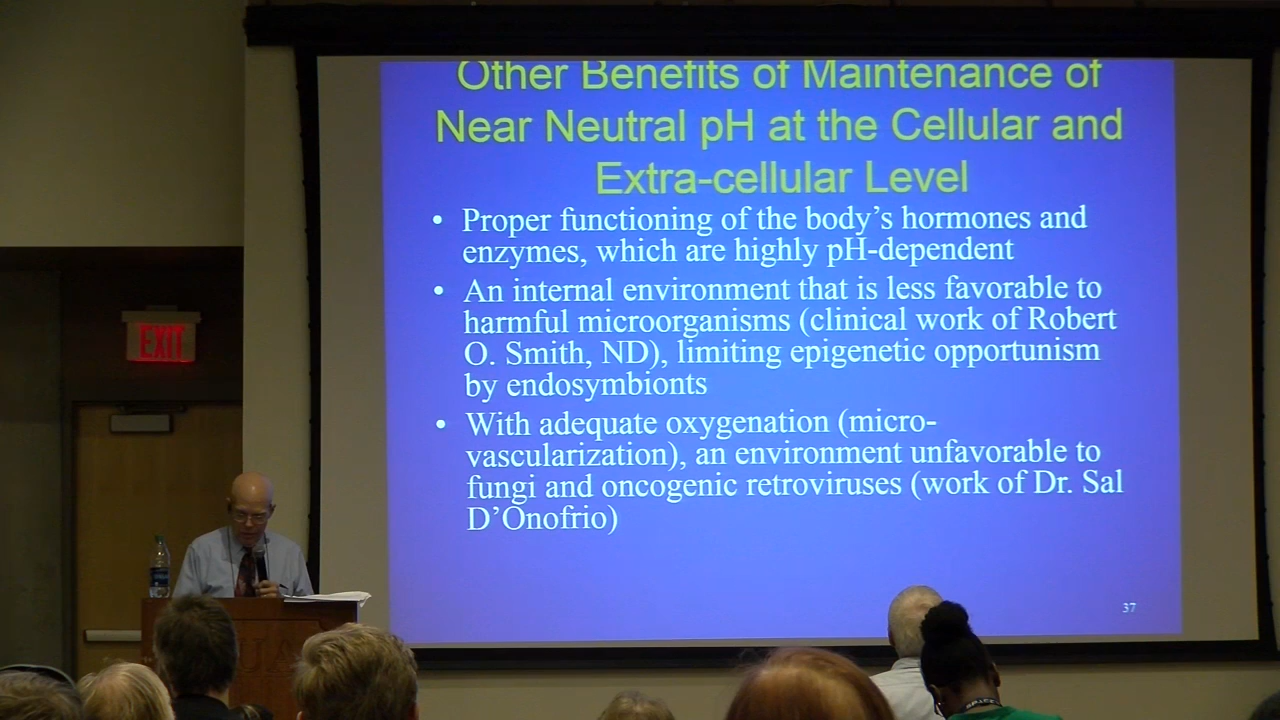 Other Benefits of Maintenance of
Near Neutral pH at the Cellular and
Extra-cellular Level
• Proper functioning of the body's hormones and
enzymes, which are highly pH-dependent
• An internal environment that is less favorable to
harmful microorganisms (clinical work of Robert
O. Smith, ND), limiting epigenetic opportunism
by endosymbionts
• With adequate oxygenation (micro-
vascularization), an environment unfavorable to
fungi and oncogenic retroviruses (work of Dr. Sal
D'Onofrio)
37
EXIT